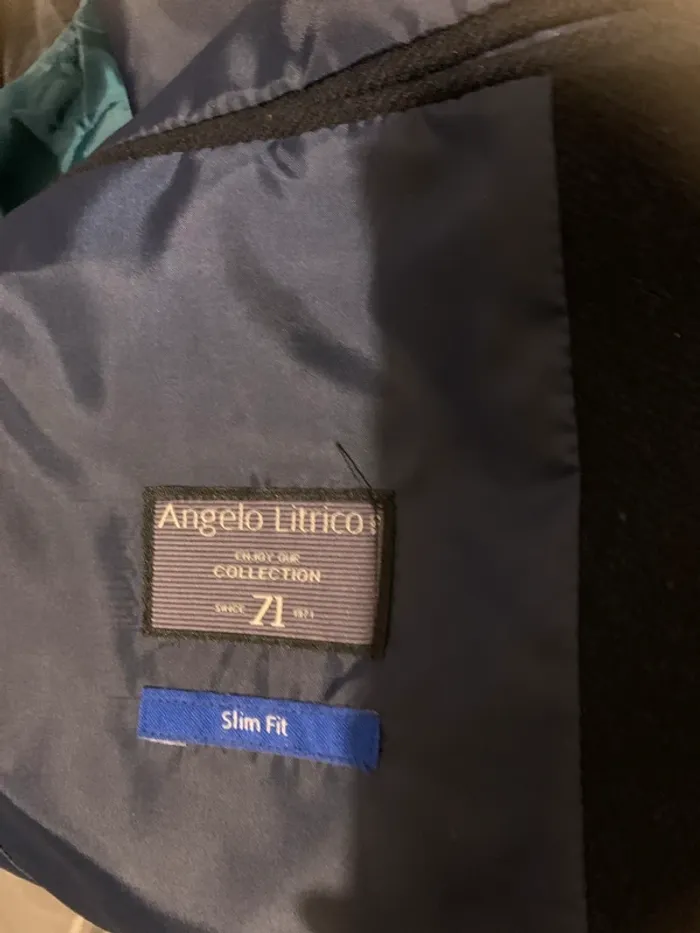 Angelo Litrico
ENJOY OUR
COLLECTION
SINCE 71 1971
Slim Fit